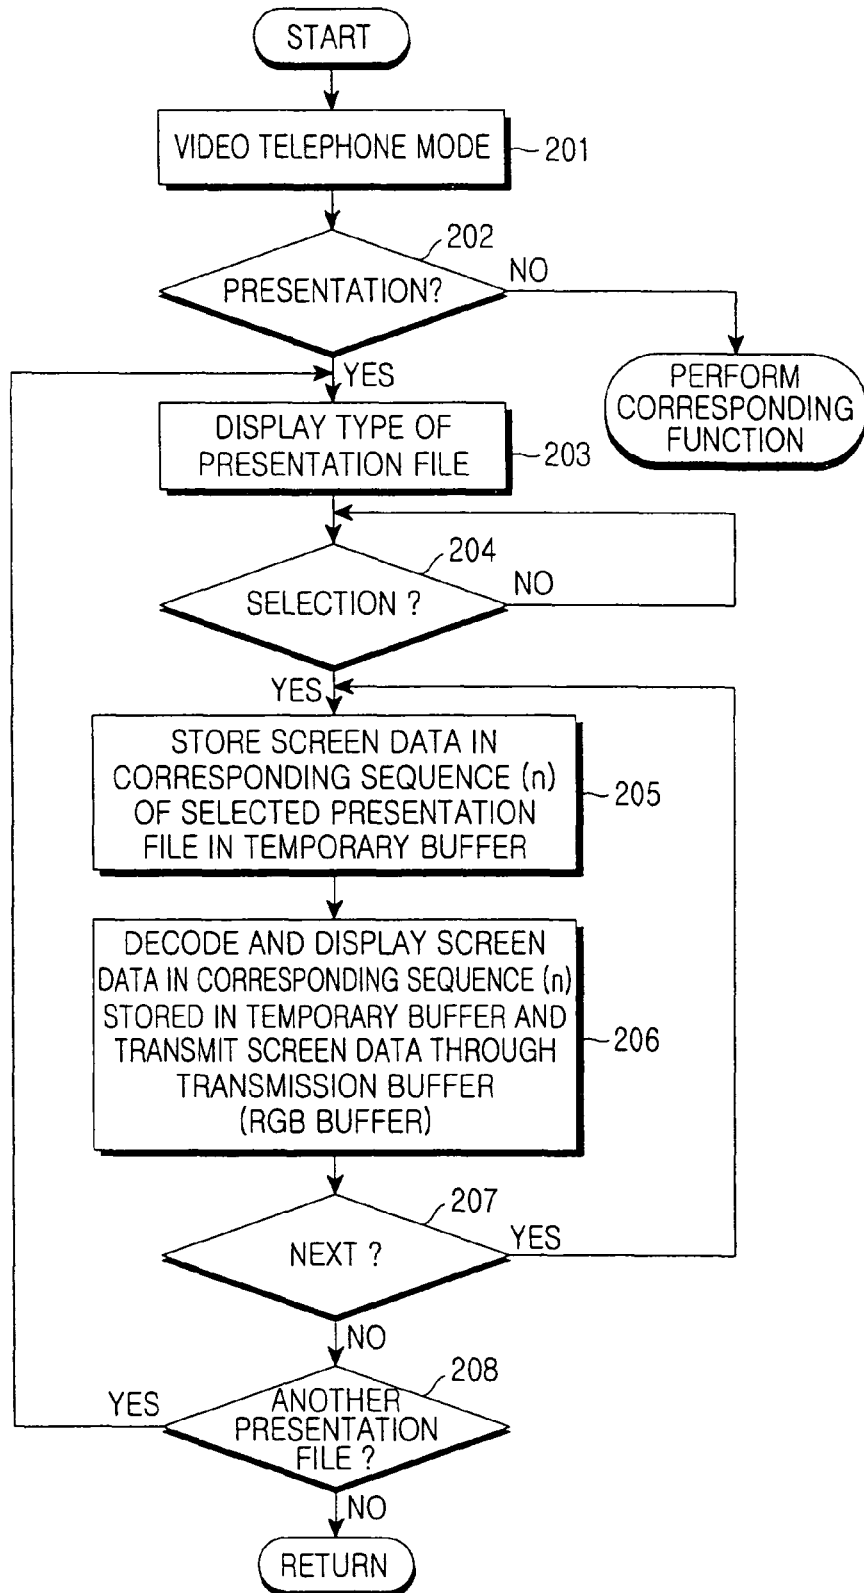 START
VIDEO TELEPHONE MODE
201
202
PRESENTATION?
NO
YES
PERFORM
CORRESPONDING
FUNCTION
DISPLAY TYPE OF
PRESENTATION FILE
203
204
SELECTION ?
NO
YES
STORE SCREEN DATA IN
CORRESPONDING SEQUENCE (n)
OF SELECTED PRESENTATION
FILE IN TEMPORARY BUFFER
205
DECODE AND DISPLAY SCREEN
DATA IN CORRESPONDING SEQUENCE (n)
STORED IN TEMPORARY BUFFER AND
TRANSMIT SCREEN DATA THROUGH
TRANSMISSION BUFFER
(RGB BUFFER)
206
207
NEXT ?
YES
NO
208
YES
ANOTHER
PRESENTATION
FILE ?
NO
RETURN